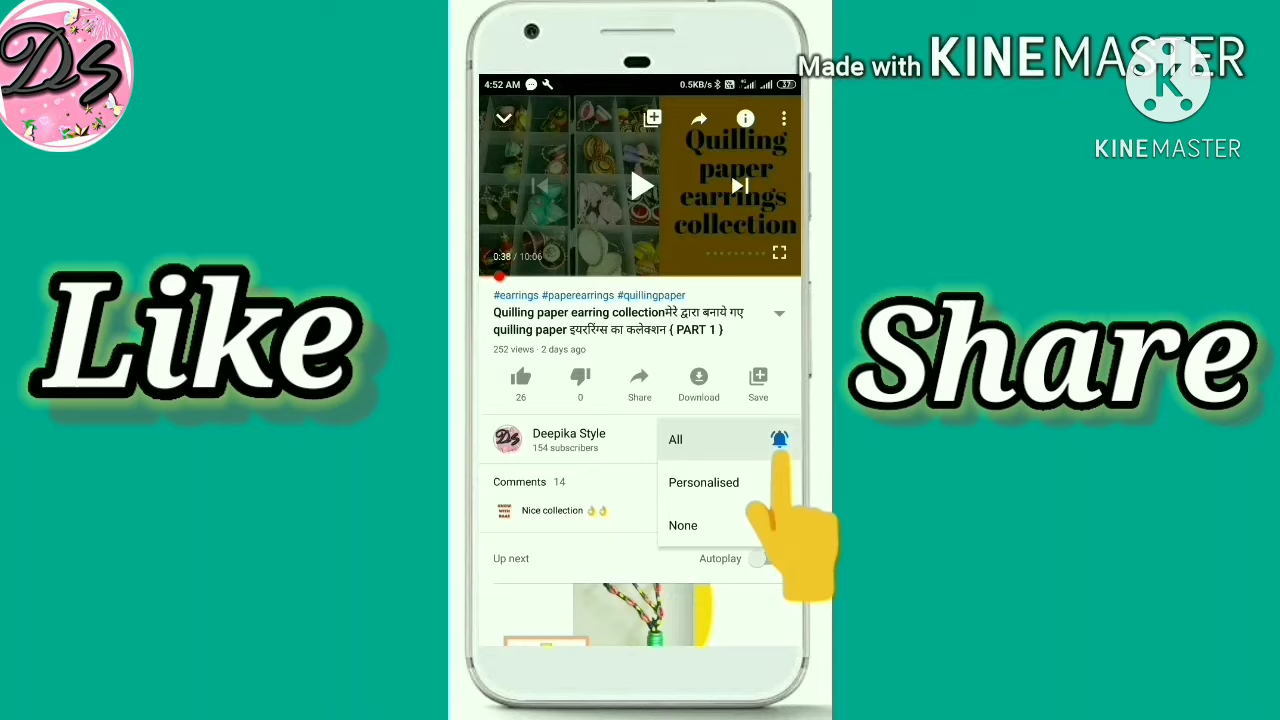 Ds
Made with KINEMASTER
K
KINEMASTER
4:52 AM
0.5KB/s
37
Quilling
paper
earrings
collection
0:38 / 10:06
#earrings #paperearrings #quillingpaper
Quilling paper earring collectionमेरे द्वारा बनाये गए
quilling paper इयररिंग्स का कलेक्शन { PART 1 }
252 views · 2 days ago
26
0
Share
Download
Save
Like
Share
Ds
Deepika Style
154 subscribers
All
Personalised
None
Comments 14
Nice collection 👌👌
Up next
Autoplay